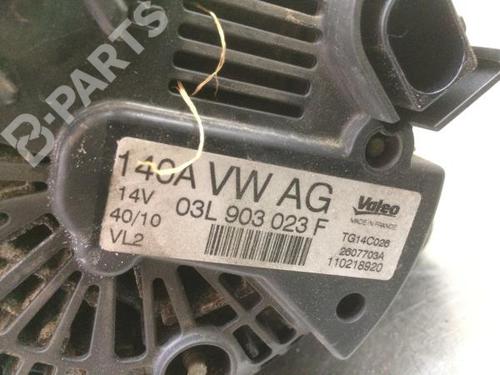 B-PARTS
140A VW AG
14V
40/10
VL2
03L 903 023 F
Valeo
MADE IN FRANCE
TG14C026
2607703A
110218920